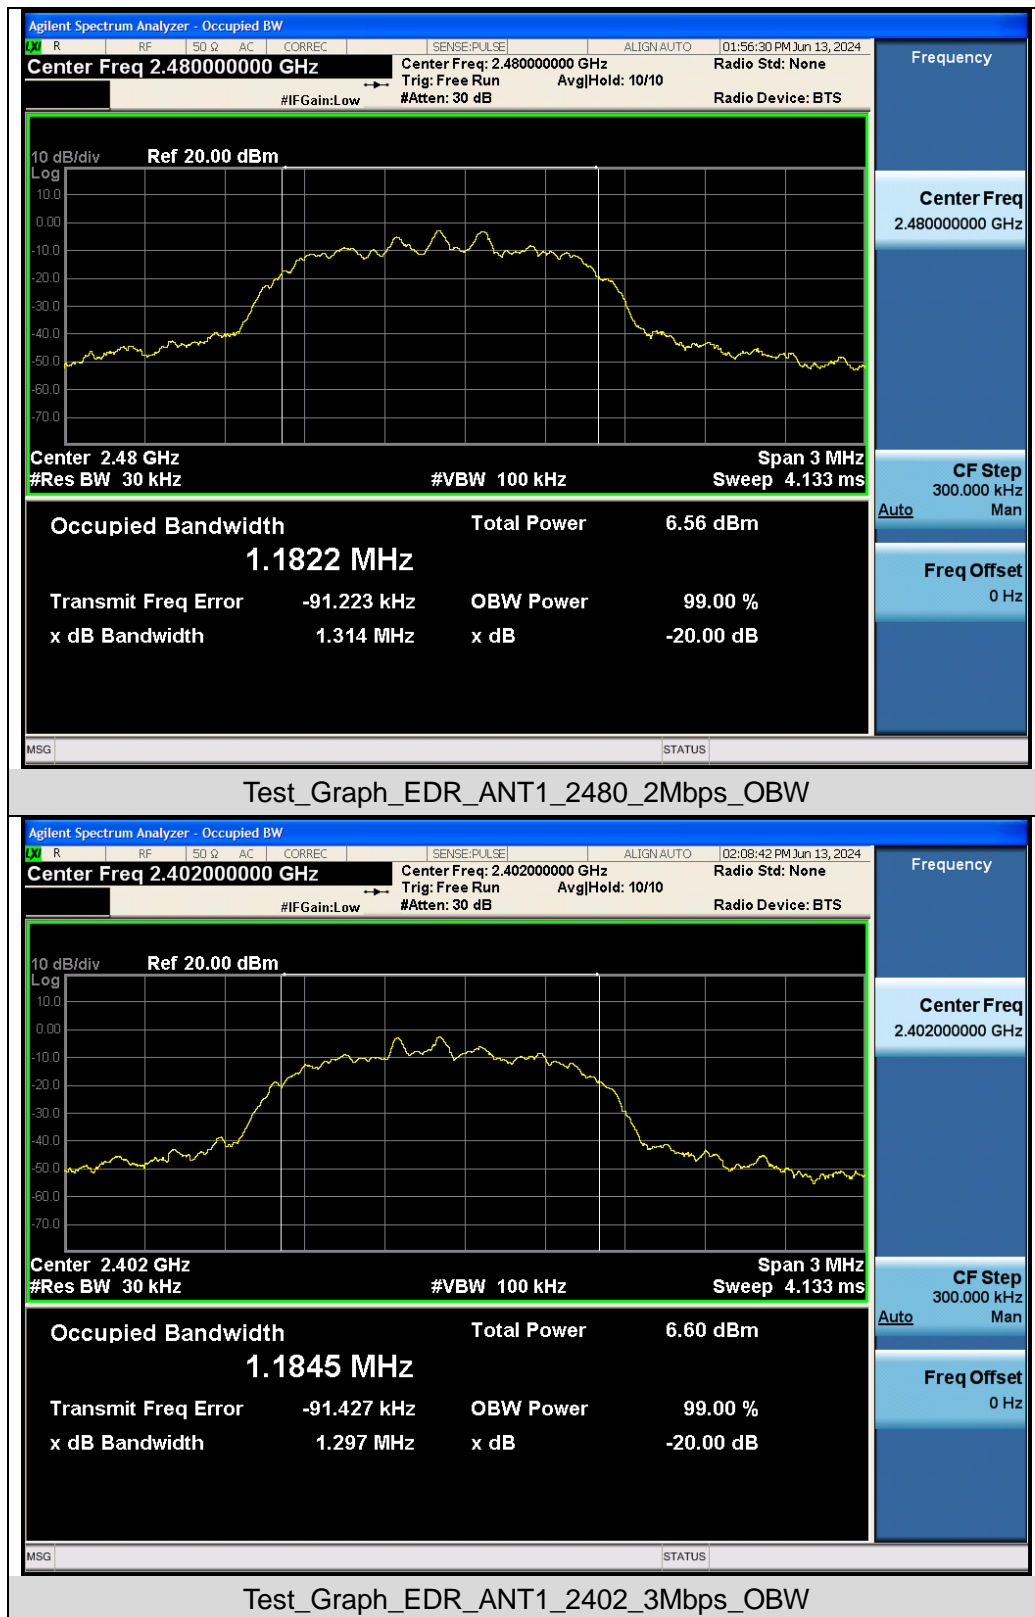 Agilent Spectrum Analyzer - Occupied BW
LXI R RF 50 Ω AC CORREC SENSE:PULSE ALIGN AUTO 01:56:30 PM Jun 13, 2024
Center Freq 2.480000000 GHz Center Freq: 2.480000000 GHz Radio Std: None
Trig: Free Run Avg|Hold: 10/10
#IFGain:Low #Atten: 30 dB Radio Device: BTS
Frequency
10 dB/div Ref 20.00 dBm
Log
10.0
0.00
-10.0
-20.0
-30.0
-40.0
-50.0
-60.0
-70.0
Center 2.48 GHz Span 3 MHz
#Res BW 30 kHz #VBW 100 kHz Sweep 4.133 ms
Center Freq
2.480000000 GHz
CF Step
300.000 kHz
Auto Man
Freq Offset
0 Hz
Occupied Bandwidth Total Power 6.56 dBm
1.1822 MHz
Transmit Freq Error -91.223 kHz OBW Power 99.00 %
x dB Bandwidth 1.314 MHz x dB -20.00 dB
MSG STATUS
Test_Graph_EDR_ANT1_2480_2Mbps_OBW
Agilent Spectrum Analyzer - Occupied BW
LXI R RF 50 Ω AC CORREC SENSE:PULSE ALIGN AUTO 02:08:42 PM Jun 13, 2024
Center Freq 2.402000000 GHz Center Freq: 2.402000000 GHz Radio Std: None
Trig: Free Run Avg|Hold: 10/10
#IFGain:Low #Atten: 30 dB Radio Device: BTS
Frequency
10 dB/div Ref 20.00 dBm
Log
10.0
0.00
-10.0
-20.0
-30.0
-40.0
-50.0
-60.0
-70.0
Center 2.402 GHz Span 3 MHz
#Res BW 30 kHz #VBW 100 kHz Sweep 4.133 ms
Center Freq
2.402000000 GHz
CF Step
300.000 kHz
Auto Man
Freq Offset
0 Hz
Occupied Bandwidth Total Power 6.60 dBm
1.1845 MHz
Transmit Freq Error -91.427 kHz OBW Power 99.00 %
x dB Bandwidth 1.297 MHz x dB -20.00 dB
MSG STATUS
Test_Graph_EDR_ANT1_2402_3Mbps_OBW